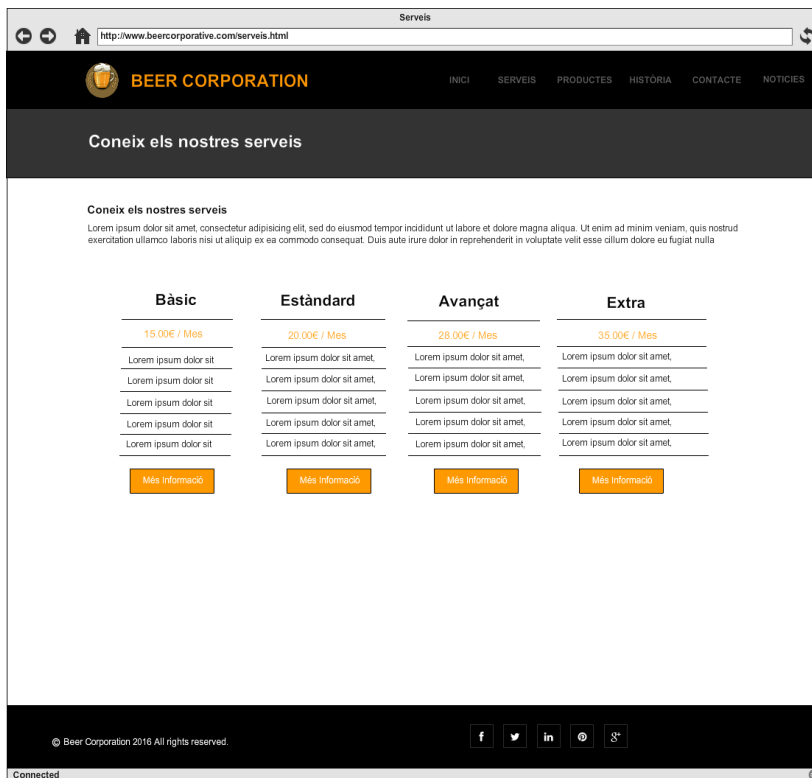 Serveis
http://www.beercorporative.com/serveis.html
BEER CORPORATION
INICI SERVEIS PRODUCTES HISTÒRIA CONTACTE NOTICIES
Coneix els nostres serveis
Coneix els nostres serveis
Lorem ipsum dolor sit amet, consectetur adipisicing elit, sed do eiusmod tempor incididunt ut labore et dolore magna aliqua. Ut enim ad minim veniam, quis nostrud
exercitation ullamco laboris nisi ut aliquip ex ea commodo consequat. Duis aute irure dolor in reprehenderit in voluptate velit esse cillum dolore eu fugiat nulla
Bàsic
15.00€ / Mes
Lorem ipsum dolor sit
Lorem ipsum dolor sit
Lorem ipsum dolor sit
Lorem ipsum dolor sit
Lorem ipsum dolor sit
Més Informació
Estàndard
20.00€ / Mes
Lorem ipsum dolor sit amet,
Lorem ipsum dolor sit amet,
Lorem ipsum dolor sit amet,
Lorem ipsum dolor sit amet,
Lorem ipsum dolor sit amet,
Més Informació
Avançat
28.00€ / Mes
Lorem ipsum dolor sit amet,
Lorem ipsum dolor sit amet,
Lorem ipsum dolor sit amet,
Lorem ipsum dolor sit amet,
Lorem ipsum dolor sit amet,
Més Informació
Extra
35.00€ / Mes
Lorem ipsum dolor sit amet,
Lorem ipsum dolor sit amet,
Lorem ipsum dolor sit amet,
Lorem ipsum dolor sit amet,
Lorem ipsum dolor sit amet,
Més Informació
© Beer Corporation 2016 All rights reserved.
Connected